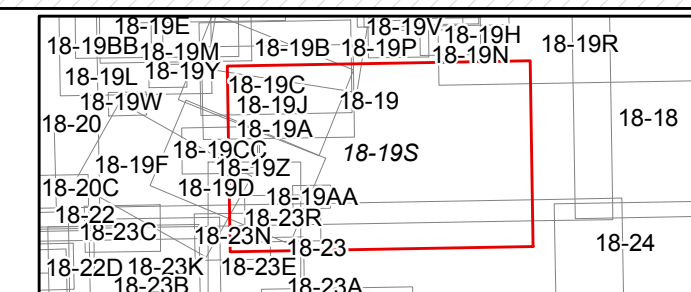 18-19E
18-19V
18-19H
18-19BB
18-19M
18-19B
18-19P
18-19N
18-19R
18-19L
18-19Y
18-19C
18-19W
18-19J
18-19
18-20
18-19A
18-18
18-19CC
18-19S
18-19F
18-19Z
18-20C
18-19D
18-19AA
18-22
18-23R
18-23C
18-23N
18-23
18-24
18-22D
18-23K
18-23E
18-23B
18-23A